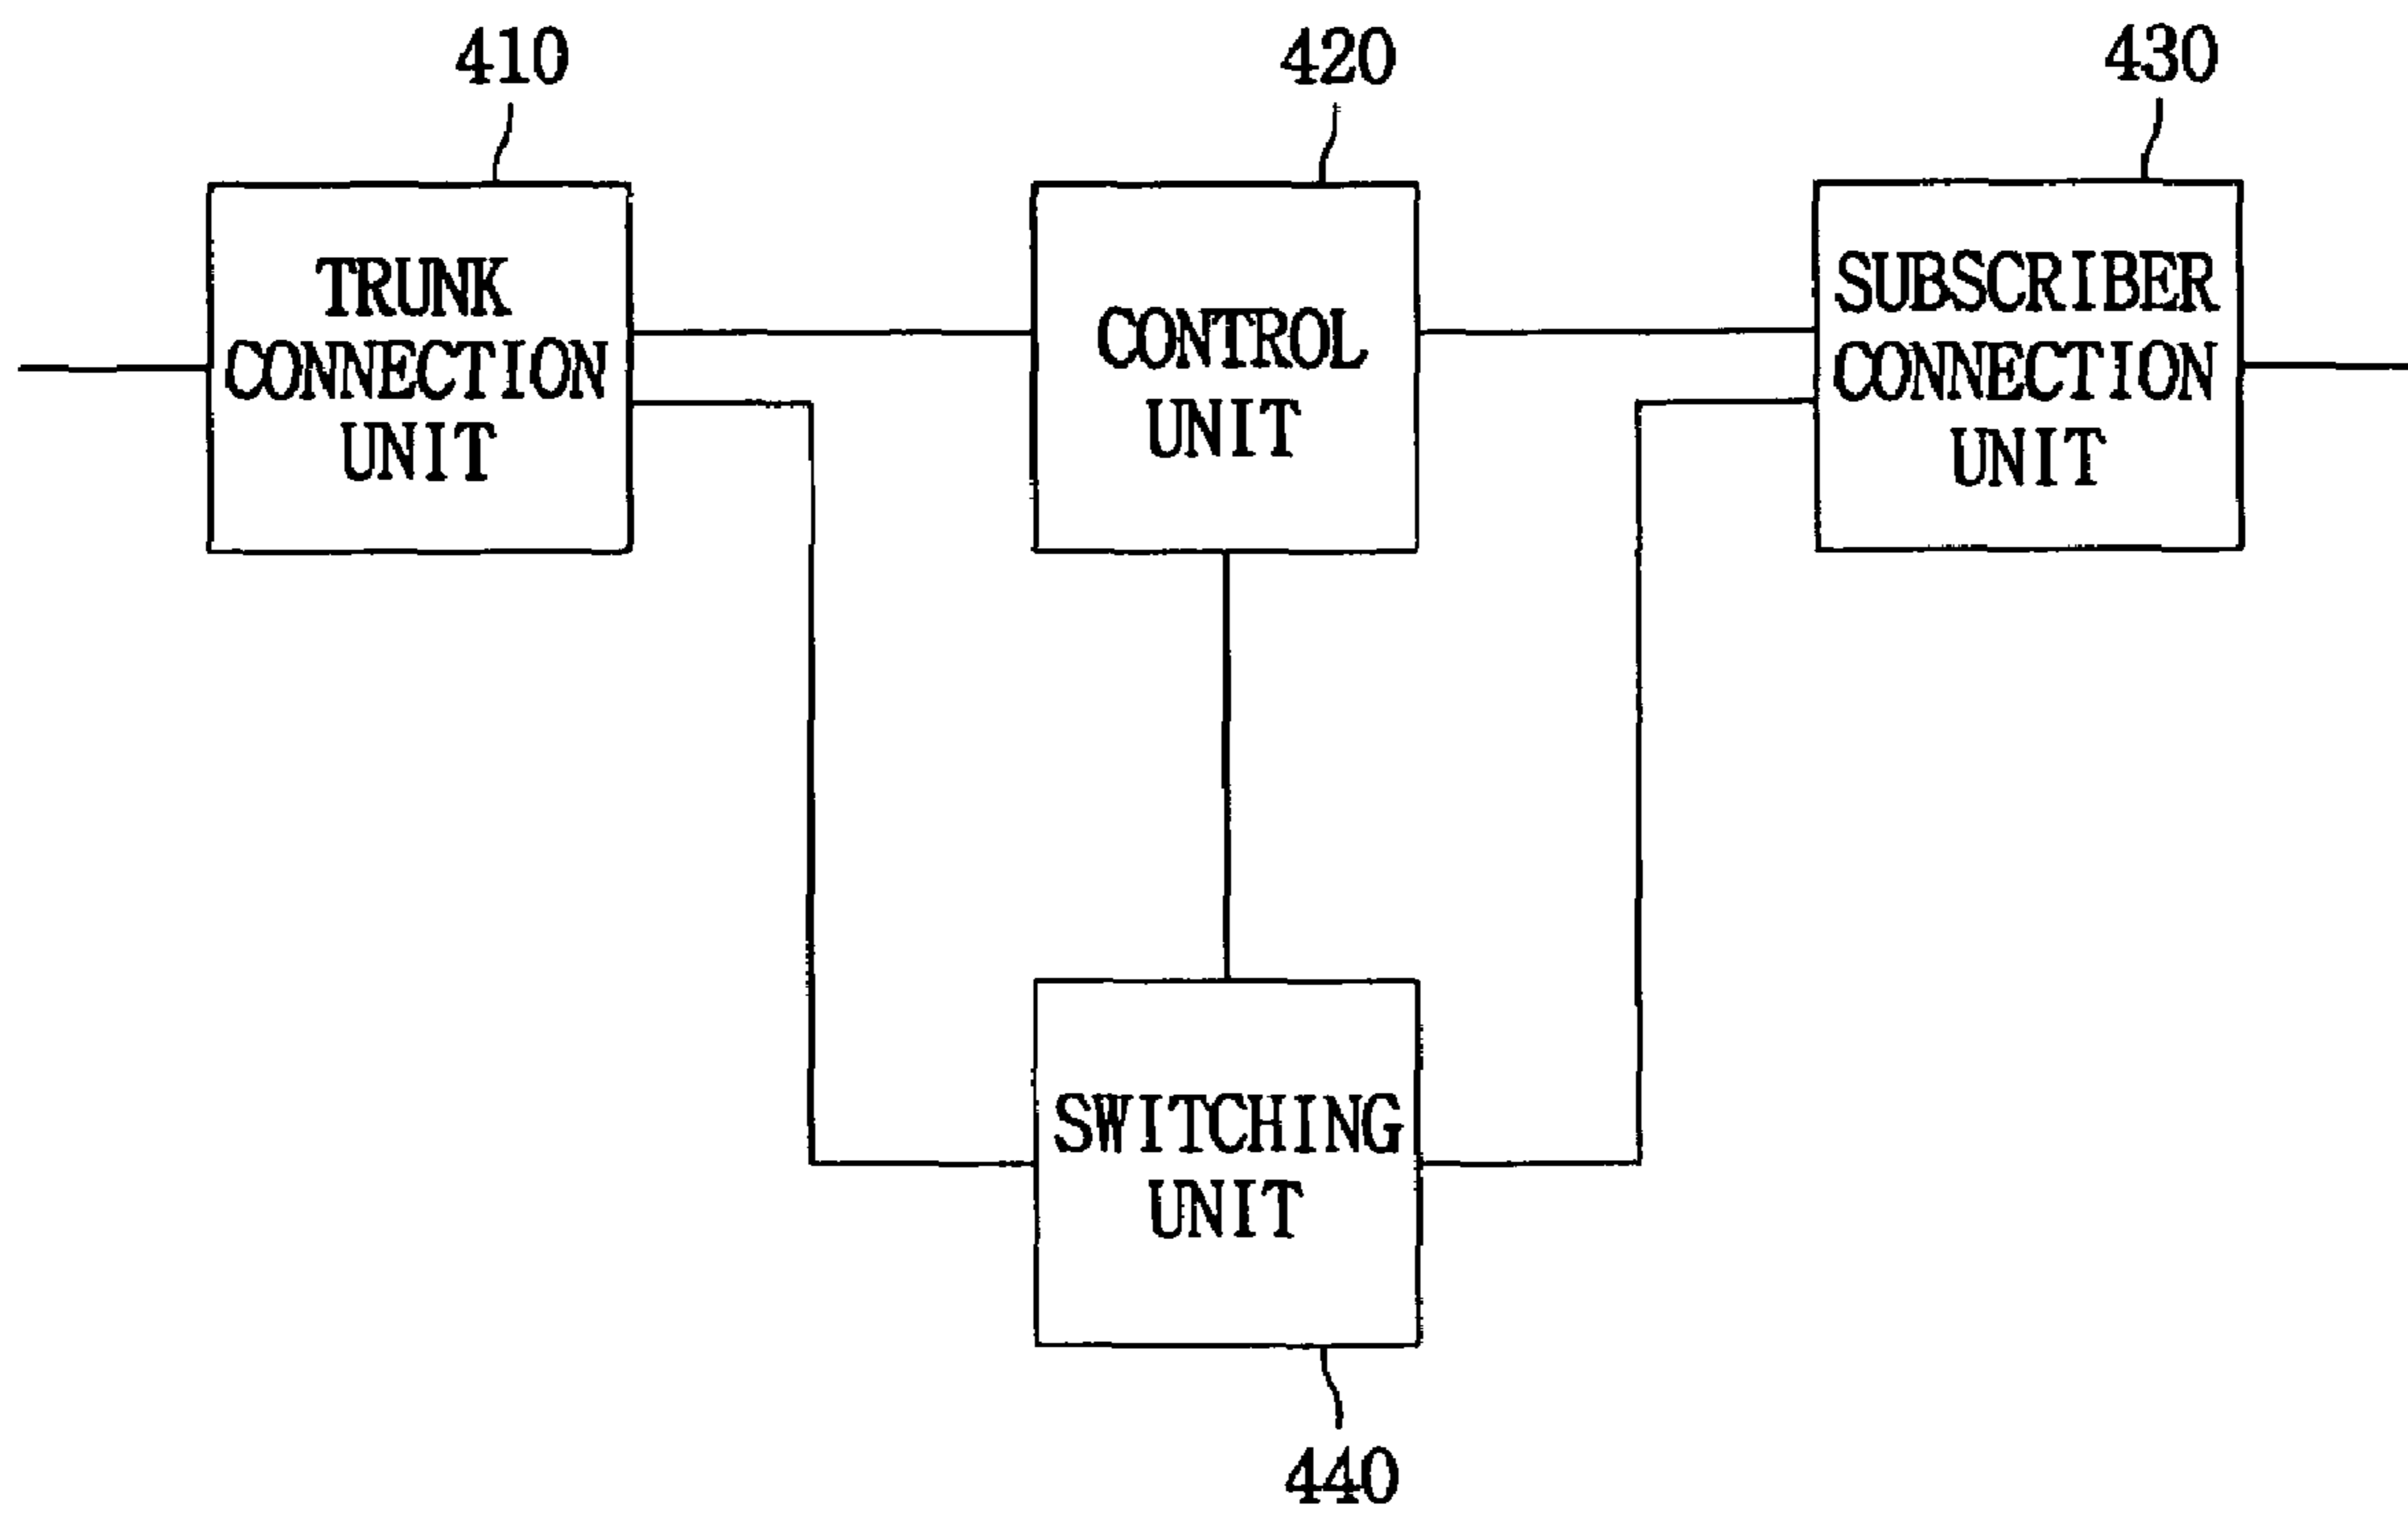 410
420
430
TRUNK
CONNECTION
UNIT
CONTROL
UNIT
SUBSCRIBER
CONNECTION
UNIT
SWITCHING
UNIT
440